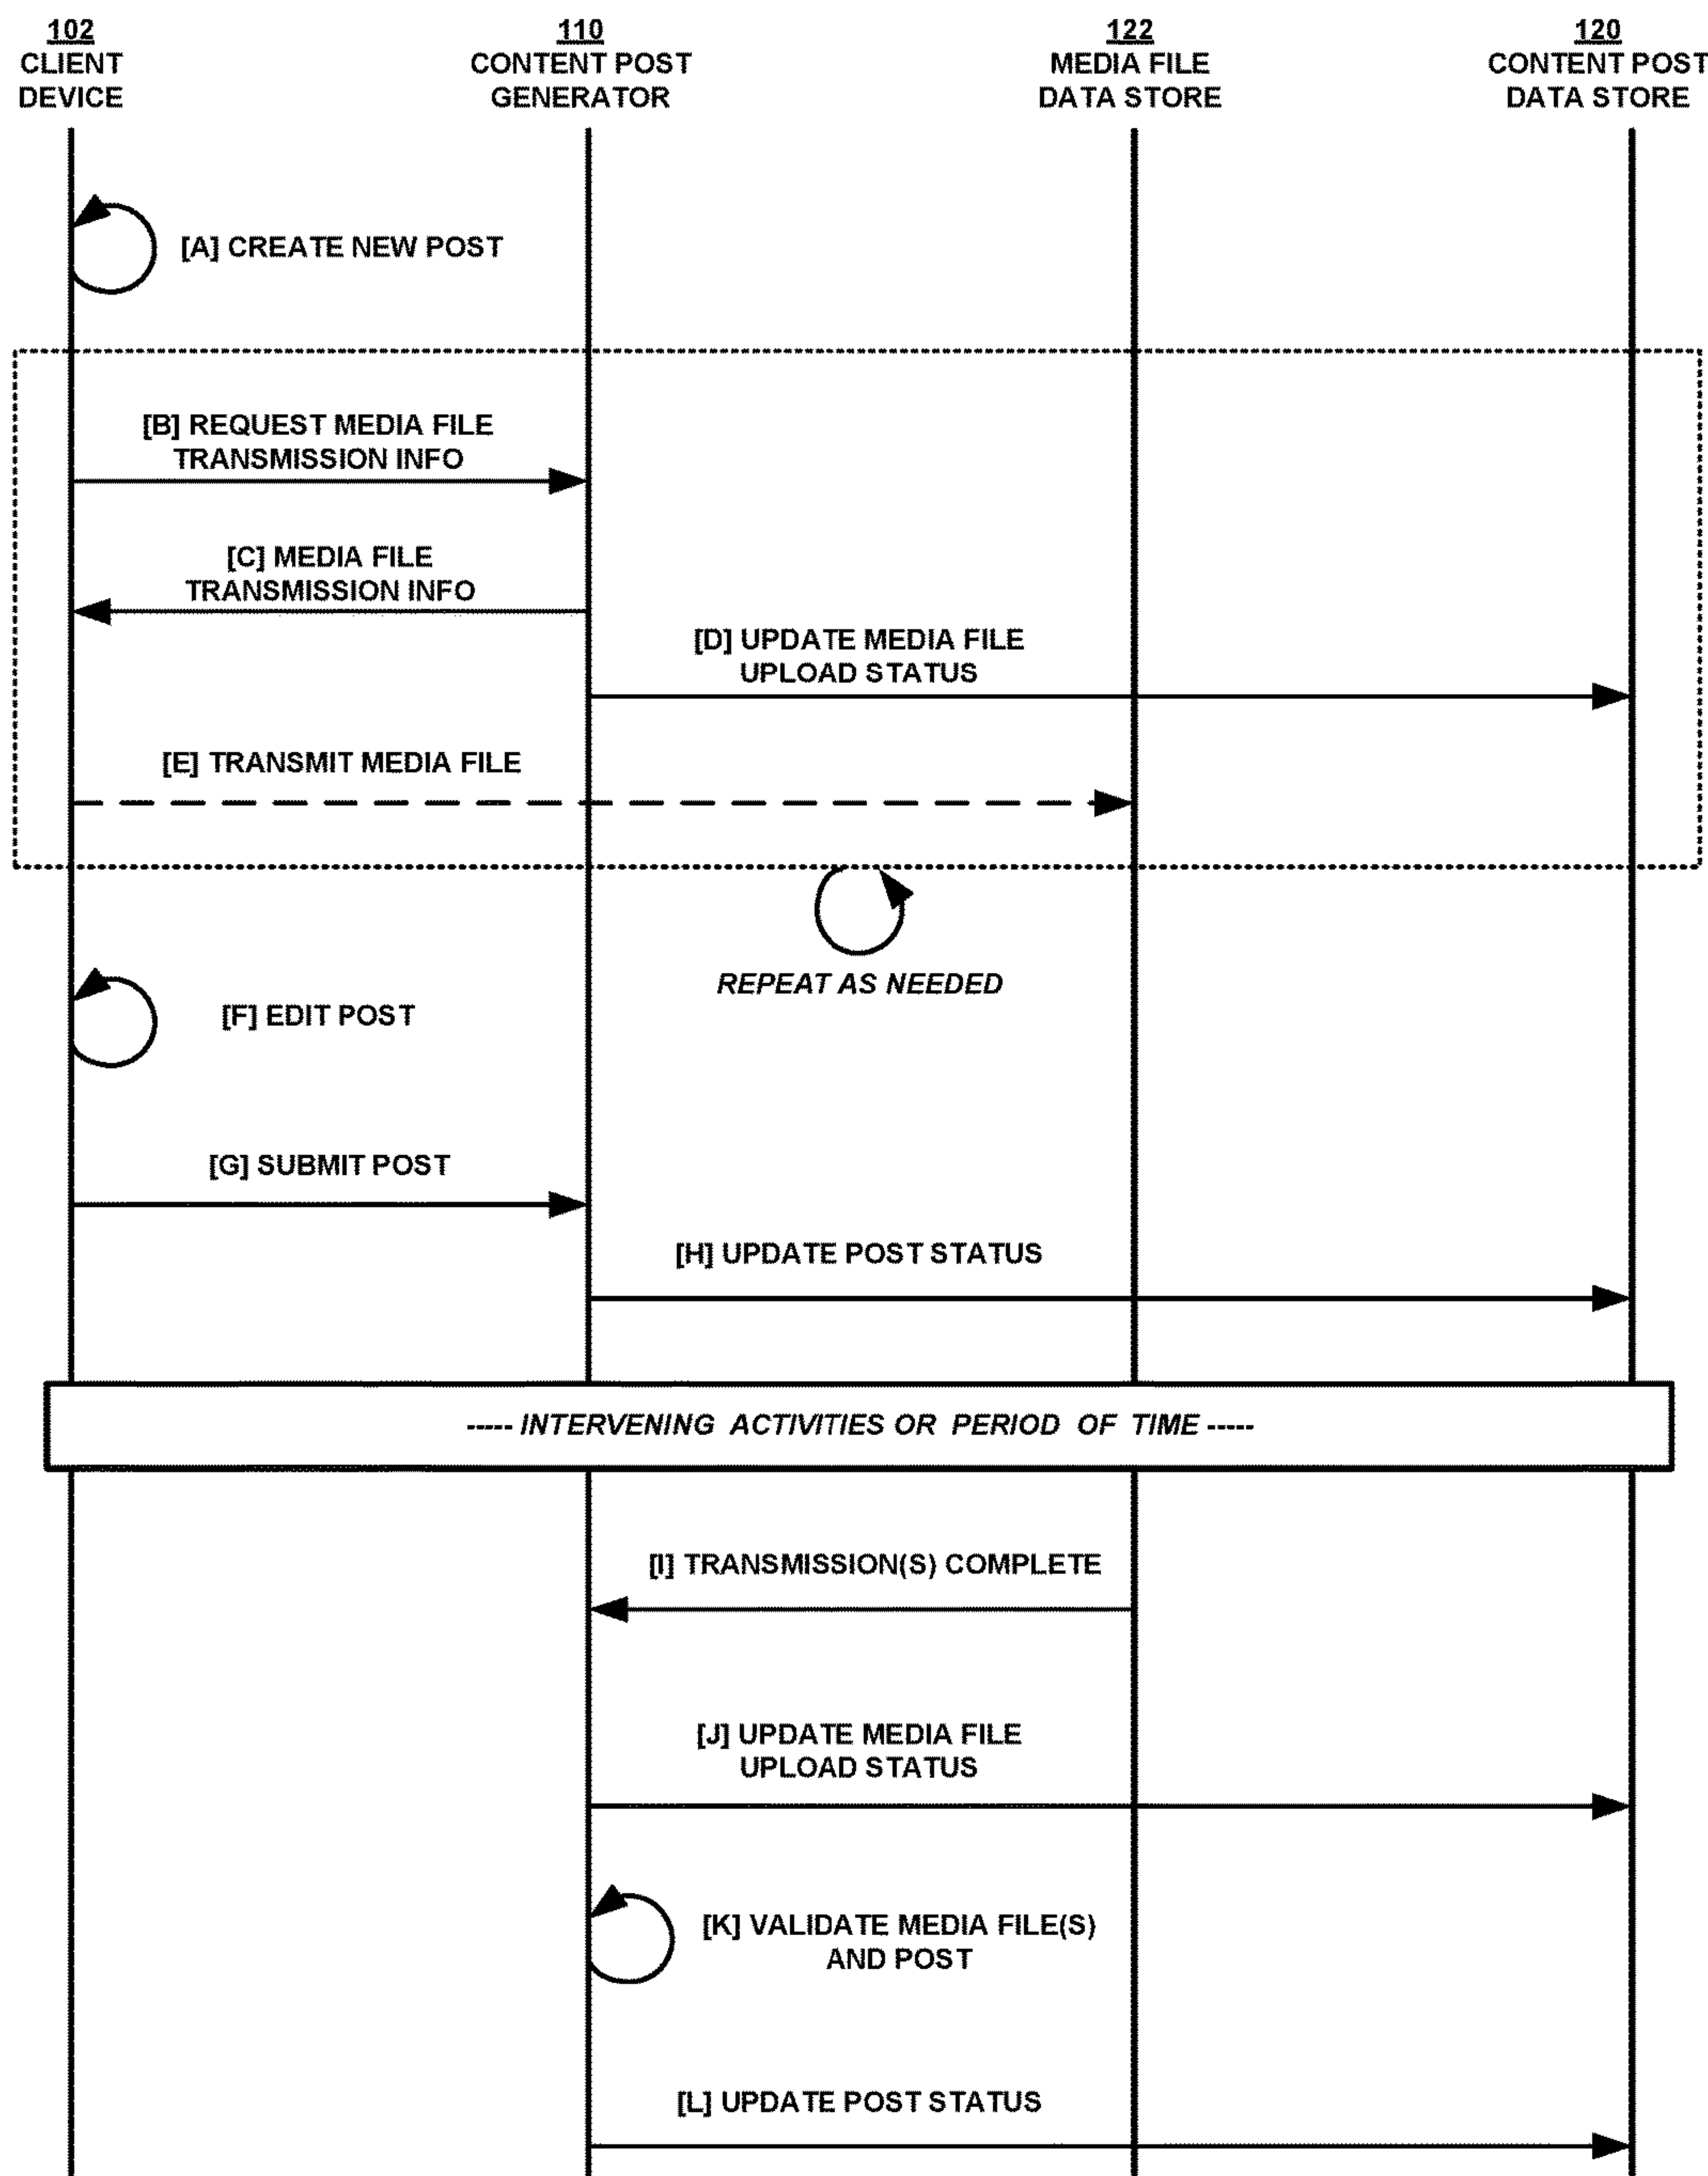 102
CLIENT
DEVICE
110
CONTENT POST
GENERATOR
122
MEDIA FILE
DATA STORE
120
CONTENT POST
DATA STORE
[A] CREATE NEW POST
[B] REQUEST MEDIA FILE
TRANSMISSION INFO
[C] MEDIA FILE
TRANSMISSION INFO
[D] UPDATE MEDIA FILE
UPLOAD STATUS
[E] TRANSMIT MEDIA FILE
REPEAT AS NEEDED
[F] EDIT POST
[G] SUBMIT POST
[H] UPDATE POST STATUS
----- INTERVENING ACTIVITIES OR PERIOD OF TIME -----
[I] TRANSMISSION(S) COMPLETE
[J] UPDATE MEDIA FILE
UPLOAD STATUS
[K] VALIDATE MEDIA FILE(S)
AND POST
[L] UPDATE POST STATUS